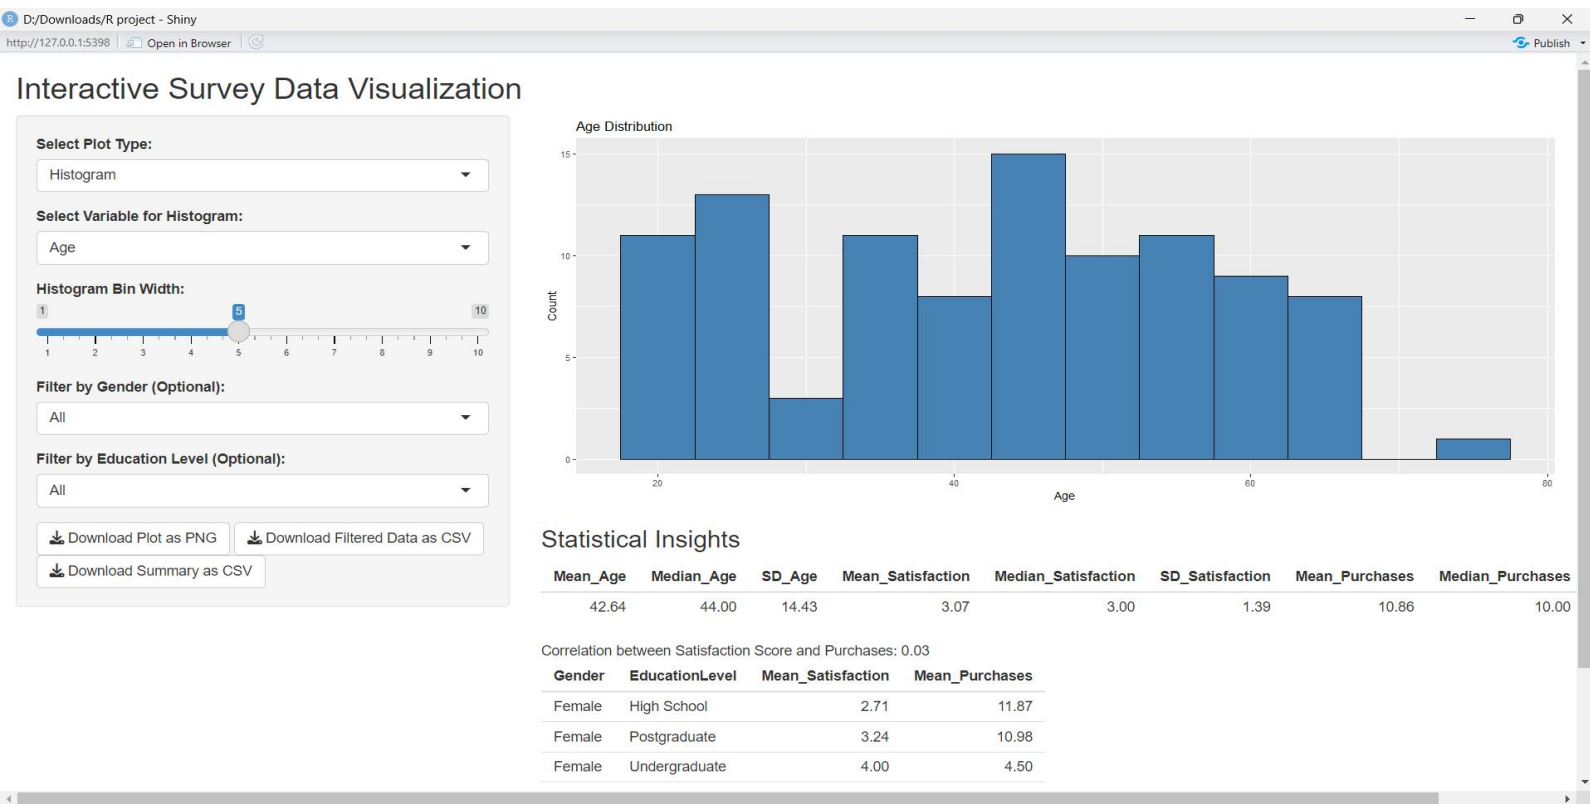 D:/Downloads/R project - Shiny
http://127.0.0.1:5398 Open in Browser Publish
Interactive Survey Data Visualization
Select Plot Type:
Histogram
Select Variable for Histogram:
Age
Histogram Bin Width:
1 5 10
1 2 3 4 5 6 7 8 9 10
Filter by Gender (Optional):
All
Filter by Education Level (Optional):
All
Download Plot as PNG Download Filtered Data as CSV
Download Summary as CSV
Age Distribution
15
10
5
0
Count
20 40 60 80
Age
Statistical Insights
Mean_Age Median_Age SD_Age Mean_Satisfaction Median_Satisfaction SD_Satisfaction Mean_Purchases Median_Purchases
42.64 44.00 14.43 3.07 3.00 1.39 10.86 10.00
Correlation between Satisfaction Score and Purchases: 0.03
Gender EducationLevel Mean_Satisfaction Mean_Purchases
Female High School 2.71 11.87
Female Postgraduate 3.24 10.98
Female Undergraduate 4.00 4.50